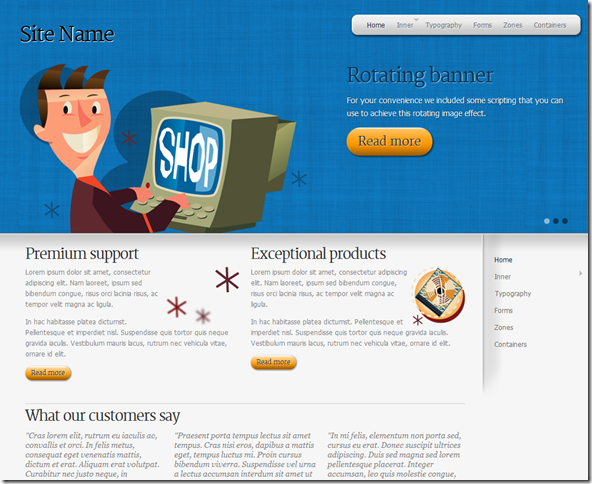 Site Name
Home Inner Typography Forms Zones Containers
Rotating banner
For your convenience we included some scripting that you can
use to achieve this rotating image effect.
Read more
SHOP
Premium support
Lorem ipsum dolor sit amet, consectetur
adipiscing elit. Nam laoreet, ipsum sed
bibendum congue, risus orci lacinia risus, ac
tempor velit magna ac ligula.
In hac habitasse platea dictumst.
Pellentesque et imperdiet nisl. Suspendisse quis tortor quis neque
gravida iaculis. Vestibulum mauris lacus, rutrum nec vehicula vitae,
ornare id elit.
Read more
Exceptional products
Lorem ipsum dolor sit amet, consectetur
adipiscing elit. Nam laoreet, ipsum sed
bibendum congue, risus orci lacinia risus, ac
tempor velit magna ac ligula.
In hac habitasse platea dictumst. Pellentesque et
imperdiet nisl. Suspendisse quis tortor quis neque gravida iaculis.
Vestibulum mauris lacus, rutrum nec vehicula vitae, ornare id elit.
Read more
Home
Inner
Typography
Forms
Zones
Containers
What our customers say
"Cras lorem elit, rutrum eu iaculis ac,
convallis et orci. In felis metus,
consequat eget venenatis mattis,
dictum et erat. Aliquam erat volutpat.
Curabitur nec justo neque, in
"Praesent porta tempus lectus sit amet
tempus. Cras nisi eros, dapibus a mattis
eget, tempus luctus mi. Proin cursus
bibendum viverra. Suspendisse vel urna
a lectus accumsan interdum sit amet ut
"In mi felis, elementum non porta sed,
cursus eu erat. Donec suscipit ultrices
adipiscing. Duis sed magna sed lorem
pellentesque placerat. Integer
accumsan, leo quis molestie congue,